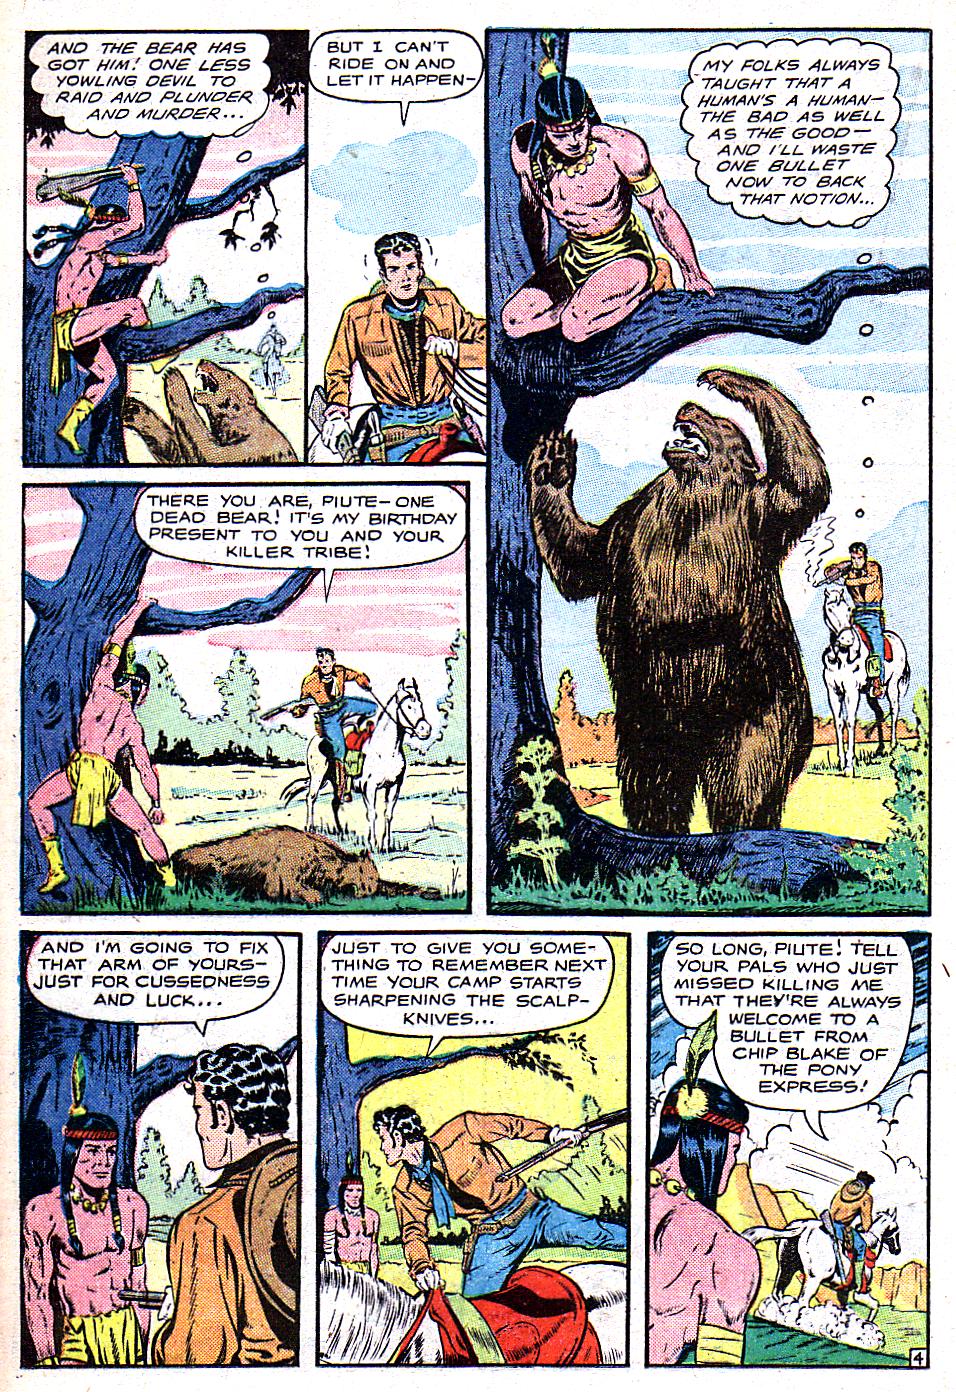 AND THE BEAR HAS
GOT HIM! ONE LESS
YOWLING DEVIL TO
RAID AND PLUNDER
AND MURDER...
BUT I CAN'T
RIDE ON AND
LET IT HAPPEN-
MY FOLKS ALWAYS
TAUGHT THAT A
HUMAN'S A HUMAN—
THE BAD AS WELL
AS THE GOOD—
AND I'LL WASTE
ONE BULLET
NOW TO BACK
THAT NOTION...
THERE YOU ARE, PIUTE—ONE
DEAD BEAR! IT'S MY BIRTHDAY
PRESENT TO YOU AND YOUR
KILLER TRIBE!
AND I'M GOING TO FIX
THAT ARM OF YOURS—
JUST FOR CUSSEDNESS
AND LUCK...
JUST TO GIVE YOU SOME-
THING TO REMEMBER NEXT
TIME YOUR CAMP STARTS
SHARPENING THE SCALP-
KNIVES...
SO LONG, PIUTE! TELL
YOUR PALS WHO JUST
MISSED KILLING ME
THAT THEY'RE ALWAYS
WELCOME TO A
BULLET FROM
CHIP BLAKE OF
THE PONY
EXPRESS!
4